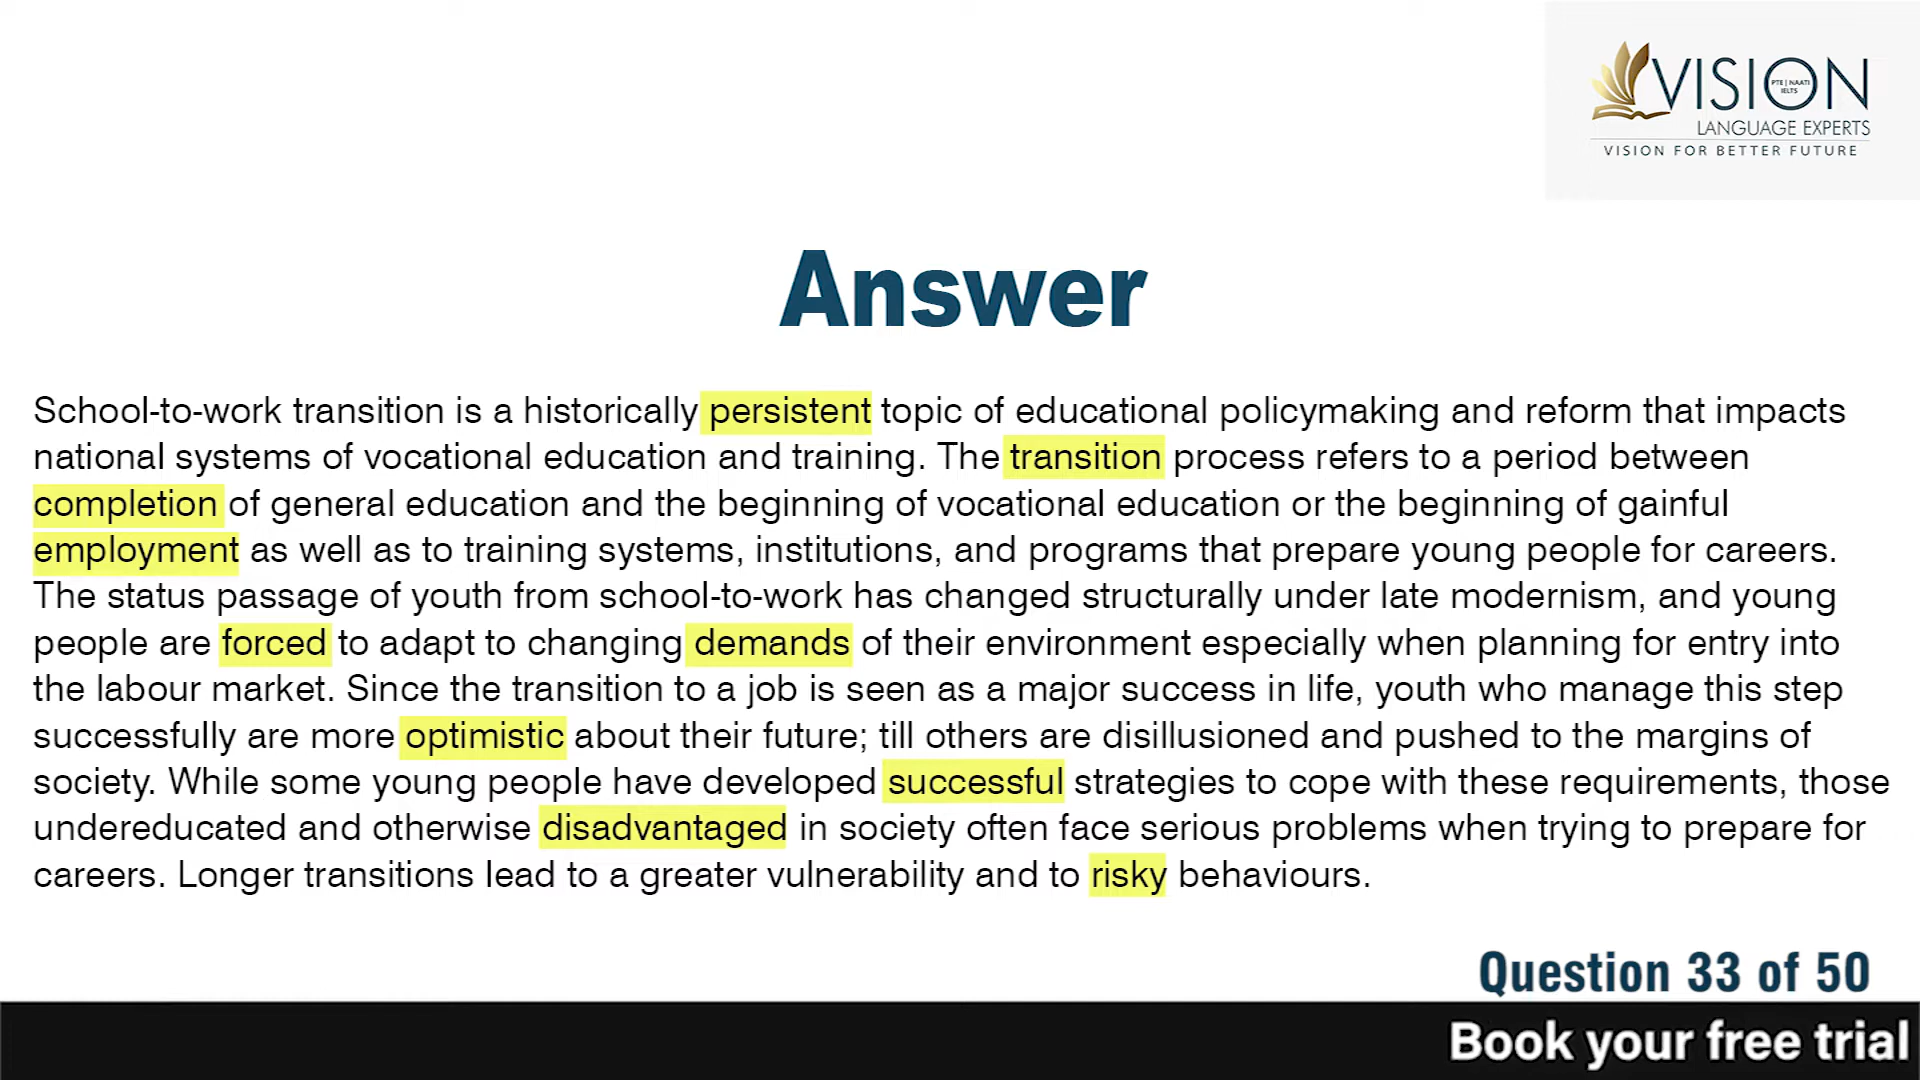 VISION
PTE | NAATI
IELTS
LANGUAGE EXPERTS
VISION FOR BETTER FUTURE
Answer
School-to-work transition is a historically persistent topic of educational policymaking and reform that impacts
national systems of vocational education and training. The transition process refers to a period between
completion of general education and the beginning of vocational education or the beginning of gainful
employment as well as to training systems, institutions, and programs that prepare young people for careers.
The status passage of youth from school-to-work has changed structurally under late modernism, and young
people are forced to adapt to changing demands of their environment especially when planning for entry into
the labour market. Since the transition to a job is seen as a major success in life, youth who manage this step
successfully are more optimistic about their future; till others are disillusioned and pushed to the margins of
society. While some young people have developed successful strategies to cope with these requirements, those
undereducated and otherwise disadvantaged in society often face serious problems when trying to prepare for
careers. Longer transitions lead to a greater vulnerability and to risky behaviours.
Question 33 of 50
Book your free trial